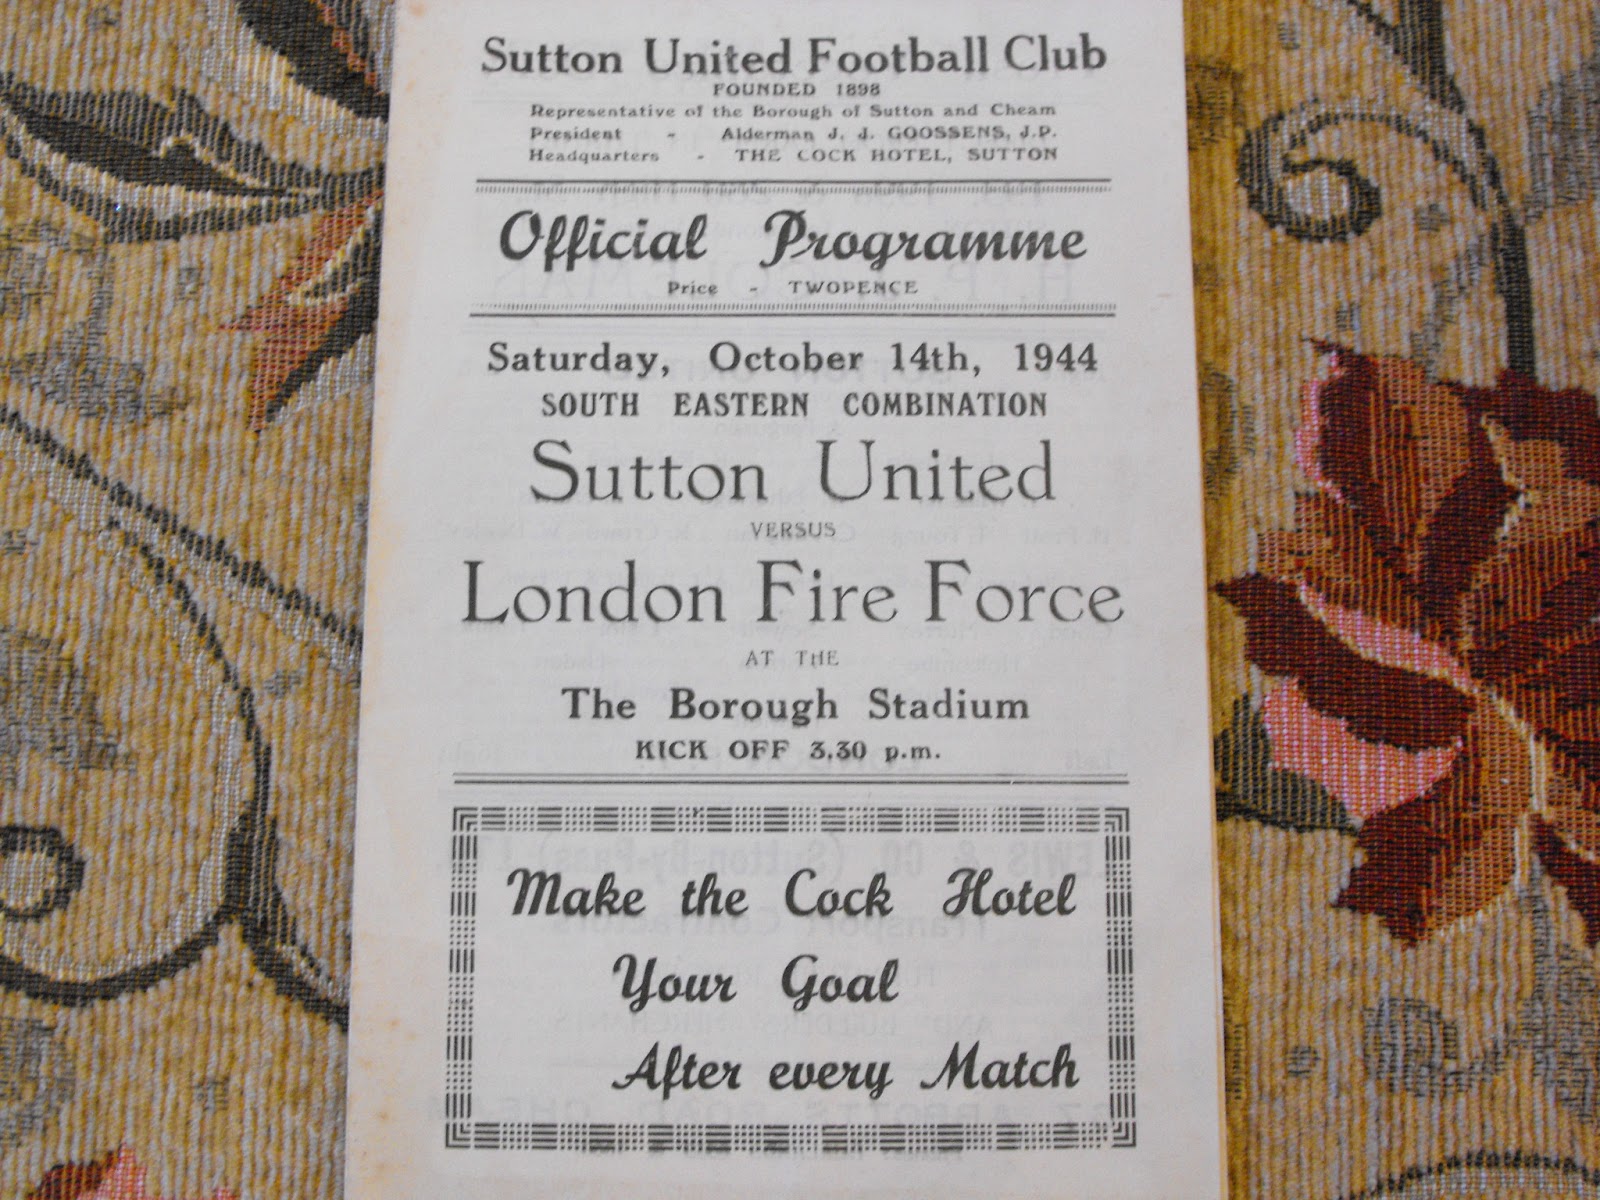 Sutton United Football Club
FOUNDED 1898
Representative of the Borough of Sutton and Cheam
President - Alderman J. J. GOOSSENS, J.P.
Headquarters - THE COCK HOTEL, SUTTON
Official Programme
Price - TWOPENCE
Saturday, October 14th, 1944
SOUTH EASTERN COMBINATION
Sutton United
VERSUS
London Fire Force
AT THE
The Borough Stadium
KICK OFF 3.30 p.m.
Make the Cock Hotel
Your Goal
After every Match